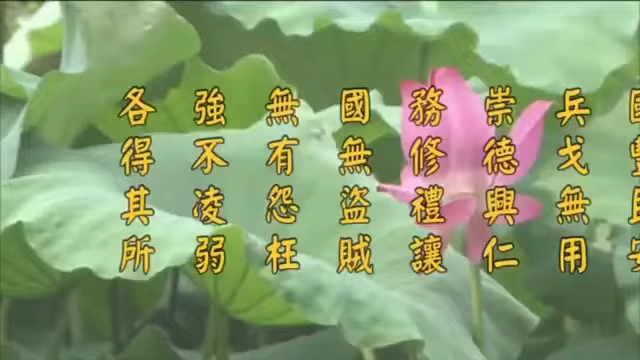 兵戈無用
崇德興仁
務修禮讓
國無盜賊
無有怨枉
強不凌弱
各得其所